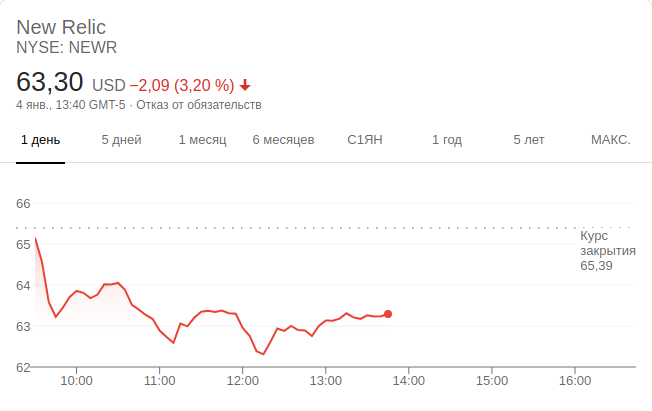 New Relic
NYSE: NEWR
63,30 USD −2,09 (3,20 %)
4 янв., 13:40 GMT-5 · Отказ от обязательств
1 день 5 дней 1 месяц 6 месяцев С1ЯН 1 год 5 лет МАКС.
66
Курс
65 закрытия
65,39
64
63
62
10:00 11:00 12:00 13:00 14:00 15:00 16:00